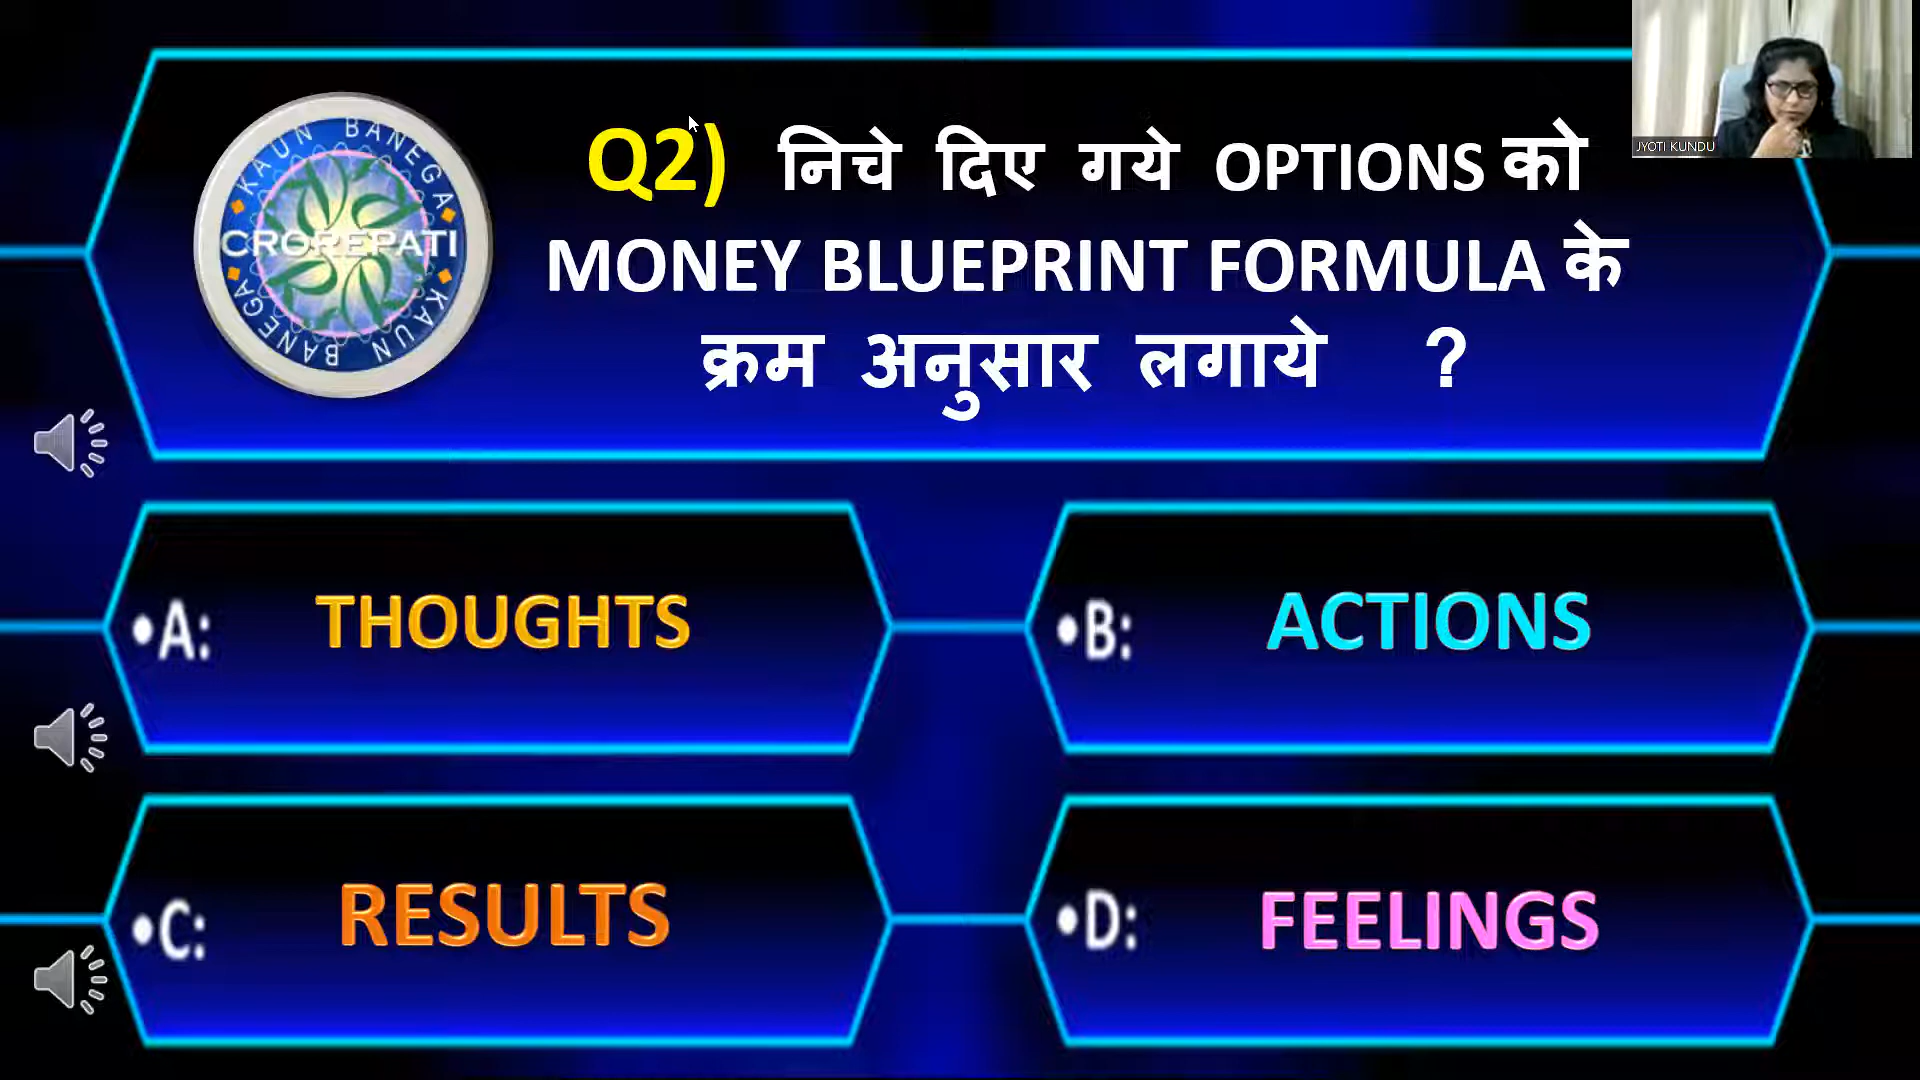 KAUN BANEGA
CROREPATI
KAUN BANEGA
Q2) निचे दिए गये OPTIONS को
MONEY BLUEPRINT FORMULA के
क्रम अनुसार लगाये ?
JYOTI KUNDU
•A: THOUGHTS
•B: ACTIONS
•C: RESULTS
•D: FEELINGS